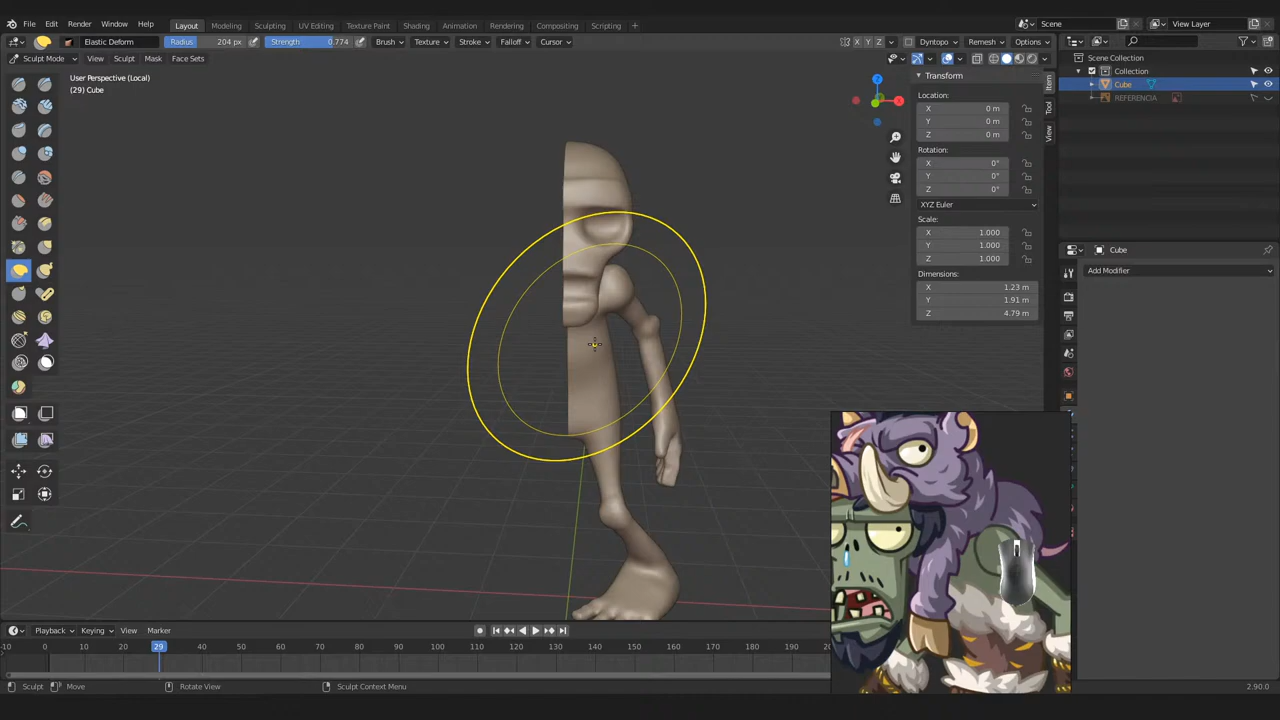 File Edit Render Window Help Layout Modeling Sculpting UV Editing Texture Paint Shading Animation Rendering Compositing Scripting + Scene View Layer
Elastic Deform Radius 204 px Strength 0.774 Brush Texture Stroke Falloff Cursor X Y Z Dyntopo Remesh Options
Sculpt Mode View Sculpt Mask Face Sets
User Perspective (Local)
(29) Cube
Transform
Location:
X 0 m
Y 0 m
Z 0 m
Rotation:
X 0°
Y 0°
Z 0°
XYZ Euler
Scale:
X 1.000
Y 1.000
Z 1.000
Dimensions:
X 1.23 m
Y 1.91 m
Z 4.79 m
Item
Tool
View
Z
X
Scene Collection
Collection
Cube
REFERENCIA
Cube
Add Modifier
Playback Keying View Marker
-10 0 10 20 29 40 50 60 70 80 90 100 110 120 130 140 150 160 170 180 190
Sculpt Move Rotate View Sculpt Context Menu 2.90.0